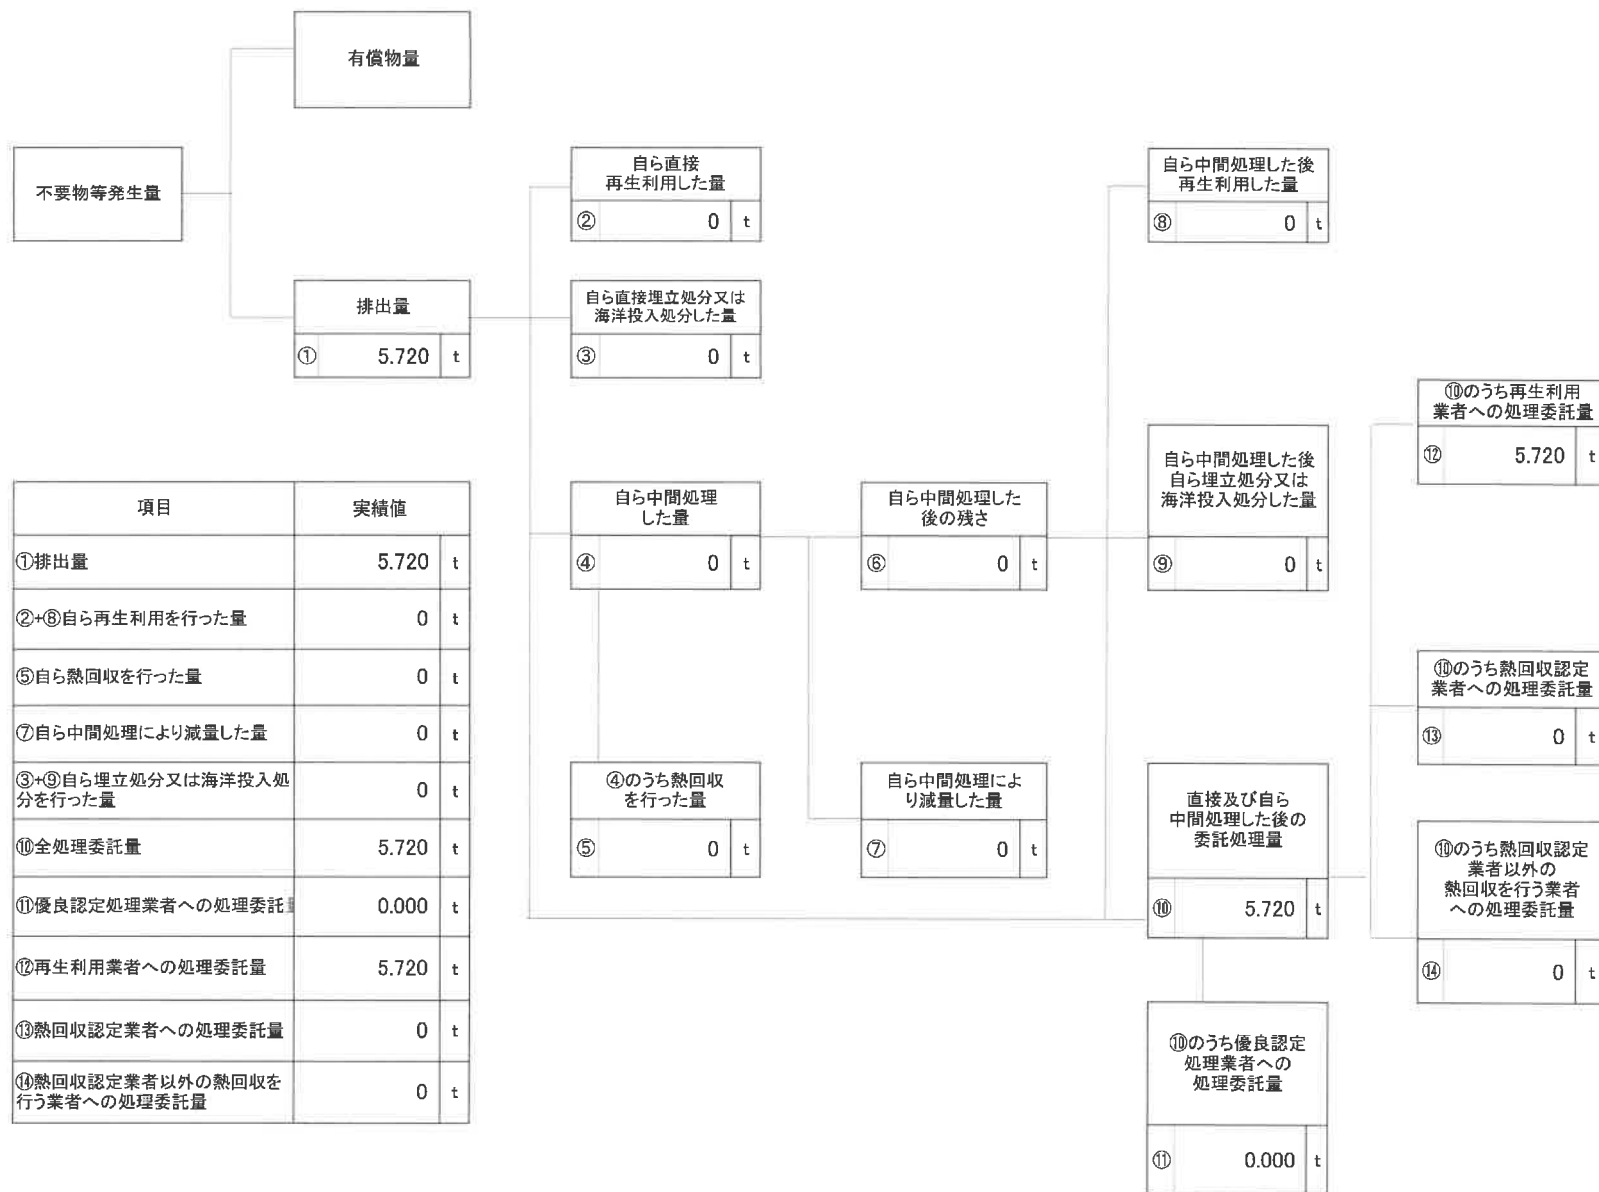 有償物量
不要物等発生量
排出量
① 5.720 t
自ら直接
再生利用した量
② 0 t
自ら直接埋立処分又は
海洋投入処分した量
③ 0 t
自ら中間処理
した量
④ 0 t
④のうち熱回収
を行った量
⑤ 0 t
自ら中間処理した
後の残さ
⑥ 0 t
自ら中間処理によ
り減量した量
⑦ 0 t
自ら中間処理した後
再生利用した量
⑧ 0 t
自ら中間処理した後
自ら埋立処分又は
海洋投入処分した量
⑨ 0 t
直接及び自ら
中間処理した後の
委託処理量
⑩ 5.720 t
⑩のうち優良認定
処理業者への
処理委託量
⑪ 0.000 t
⑩のうち再生利用
業者への処理委託量
⑫ 5.720 t
⑩のうち熱回収認定
業者への処理委託量
⑬ 0 t
⑩のうち熱回収認定
業者以外の
熱回収を行う業者
への処理委託量
⑭ 0 t
項目 実績値
①排出量 5.720 t
②+⑧自ら再生利用を行った量 0 t
⑤自ら熱回収を行った量 0 t
⑦自ら中間処理により減量した量 0 t
③+⑨自ら埋立処分又は海洋投入処
分を行った量 0 t
⑩全処理委託量 5.720 t
⑪優良認定処理業者への処理委託 0.000 t
⑫再生利用業者への処理委託量 5.720 t
⑬熱回収認定業者への処理委託量 0 t
⑭熱回収認定業者以外の熱回収を
行う業者への処理委託量 0 t